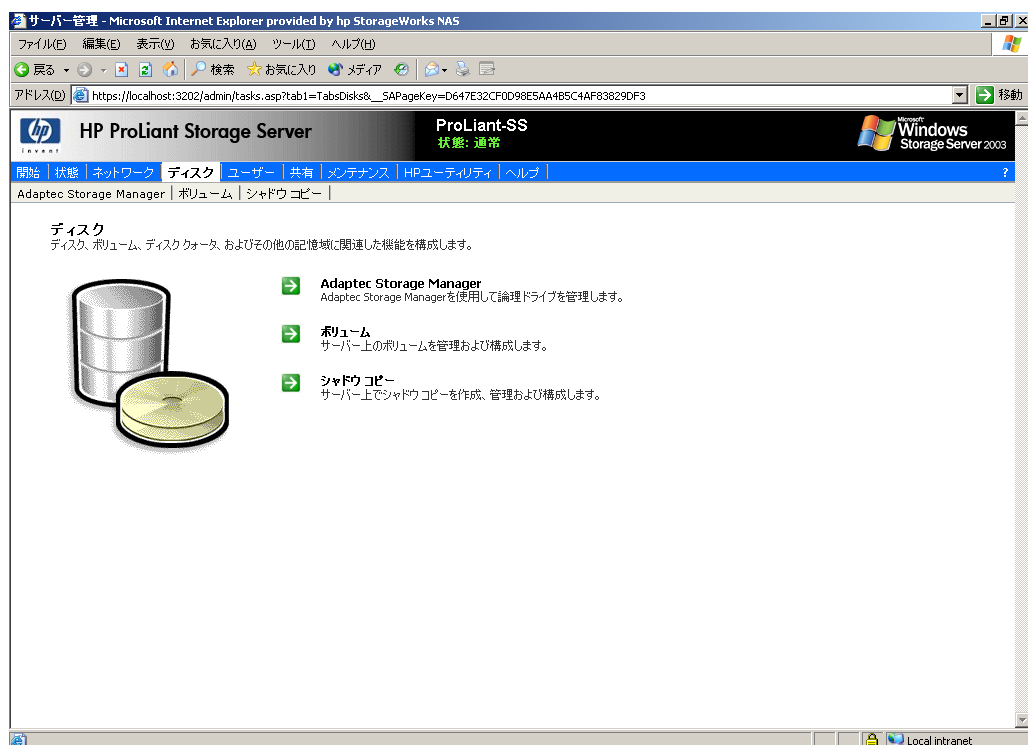 サーバー管理 - Microsoft Internet Explorer provided by hp StorageWorks NAS
ファイル(F) 編集(E) 表示(V) お気に入り(A) ツール(T) ヘルプ(H)
戻る 検索 お気に入り メディア
アドレス(D) https://localhost:3202/admin/tasks.asp?tab1=TabsDisks&__SAPageKey=D647E32CF0D98E5AA4B5C4AF83829DF3 移動
hp
invent
HP ProLiant Storage Server
ProLiant-SS
状態: 通常
Microsoft
Windows
Storage Server 2003
開始 状態 ネットワーク ディスク ユーザー 共有 メンテナンス HPユーティリティ ヘルプ ?
Adaptec Storage Manager ボリューム シャドウ コピー
ディスク
ディスク、ボリューム、ディスク クォータ、およびその他の記憶域に関連した機能を構成します。
Adaptec Storage Manager
Adaptec Storage Managerを使用して論理ドライブを管理します。
ボリューム
サーバー上のボリュームを管理および構成します。
シャドウ コピー
サーバー上でシャドウ コピーを作成、管理および構成します。
Local intranet